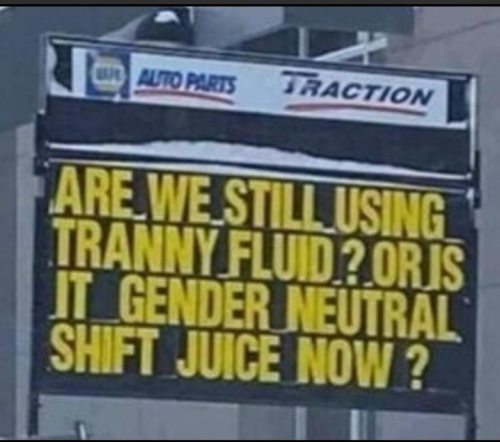 NAPA AUTO PARTS TRACTION
ARE WE STILL USING
TRANNY FLUID? OR IS
IT GENDER NEUTRAL
SHIFT JUICE NOW?